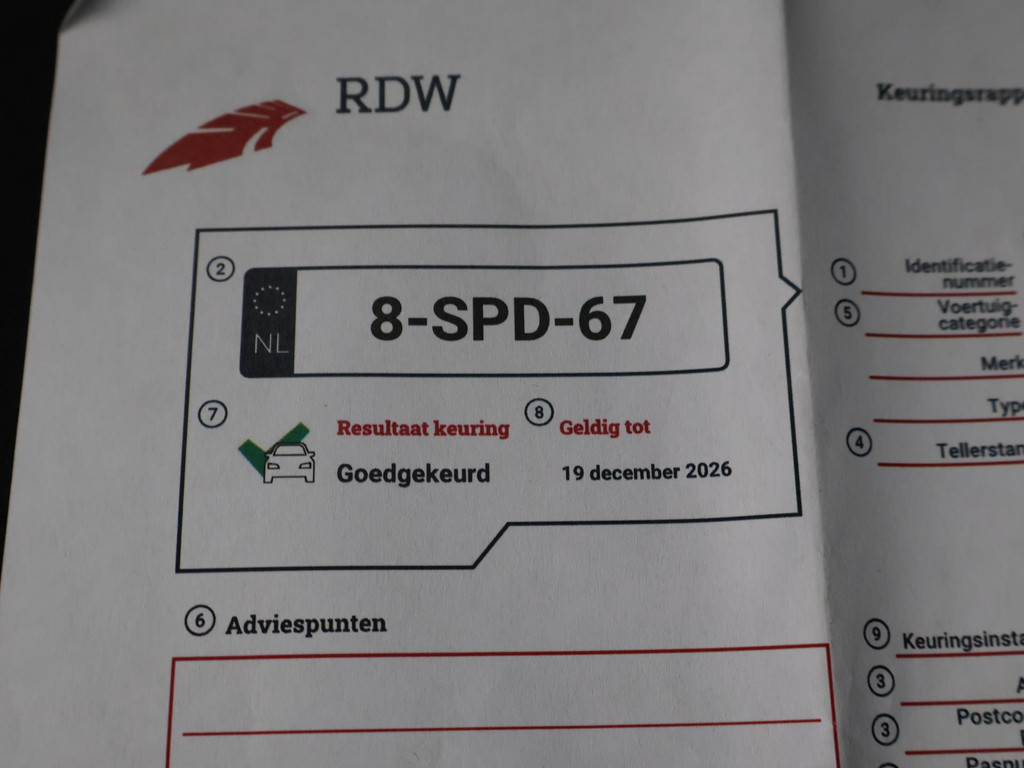 RDW
2
NL
8-SPD-67
7
Resultaat keuring
Goedgekeurd
8
Geldig tot
19 december 2026
6 Adviespunten
Keuringsrapp
1 Identificatie-
nummer
5 Voertuig-
categorie
Merk
Type
4 Tellerstan
9 Keuringsinsta
3 A
3 Postco